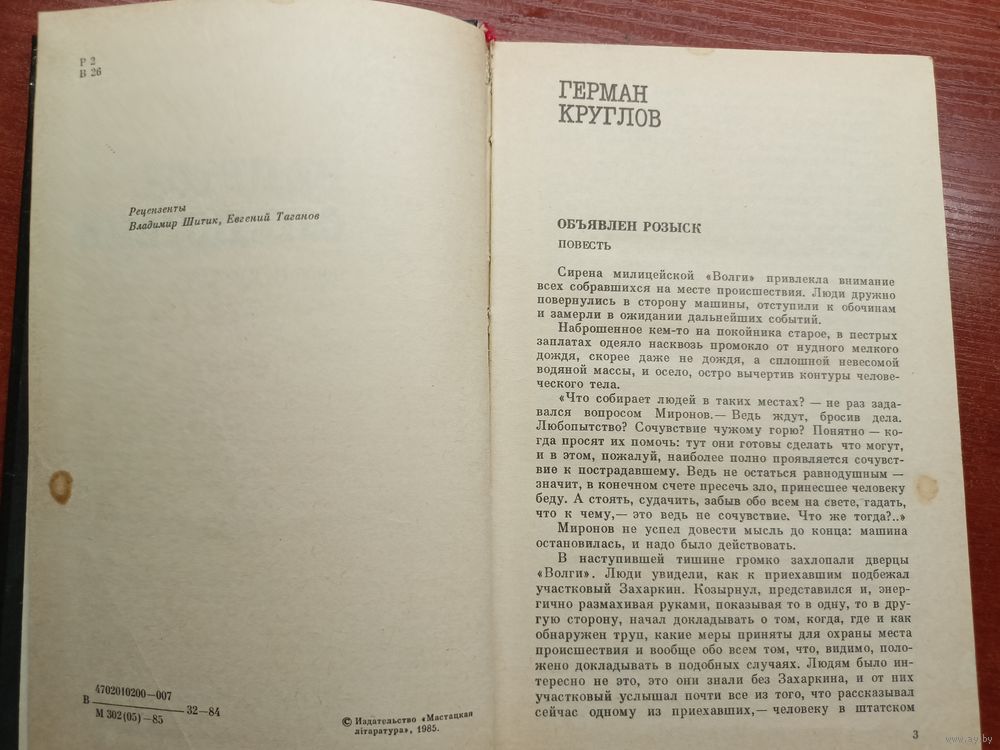 Р 2
В 26
Рецензенты
Владимир Шитик, Евгений Таганов
4702010200—007
В ———— 32—84
М 302(05)—85
© Издательство «Мастацкая
літаратура», 1985.
ГЕРМАН
КРУГЛОВ
ОБЪЯВЛЕН РОЗЫСК
ПОВЕСТЬ
Сирена милицейской «Волги» привлекла внимание
всех собравшихся на месте происшествия. Люди дружно
повернулись в сторону машины, отступили к обочинам
и замерли в ожидании дальнейших событий.
Наброшенное кем-то на покойника старое, в пестрых
заплатах одеяло насквозь промокло от нудного мелкого
дождя, скорее даже не дождя, а сплошной невесомой
водяной массы, и осело, остро вычертив контуры челове-
ческого тела.
«Что собирает людей в таких местах? — не раз зада-
вался вопросом Миронов.— Ведь ждут, бросив дела.
Любопытство? Сочувствие чужому горю? Понятно — ко-
гда просят их помочь: тут они готовы сделать что могут,
и в этом, пожалуй, наиболее полно проявляется сочувст-
вие к пострадавшему. Ведь не остаться равнодушным —
значит, в конечном счете пресечь зло, принесшее человеку
беду. А стоять, судачить, забыв обо всем на свете, гадать,
что к чему,— это ведь не сочувствие. Что же тогда?..»
Миронов не успел довести мысль до конца: машина
остановилась, и надо было действовать.
В наступившей тишине громко захлопали дверцы
«Волги». Люди увидели, как к приехавшим подбежал
участковый Захаркин. Козырнул, представился и, энер-
гично размахивая руками, показывая то в одну, то в дру-
гую сторону, начал докладывать о том, когда, где и как
обнаружен труп, какие меры приняты для охраны места
происшествия и вообще обо всем том, что, видимо, поло-
жено докладывать в подобных случаях. Людям было ин-
тересно не это, это они знали без Захаркина, и от них
участковый услышал почти все из того, что рассказывал
сейчас одному из приехавших,— человеку в штатском
3
www.ay.by